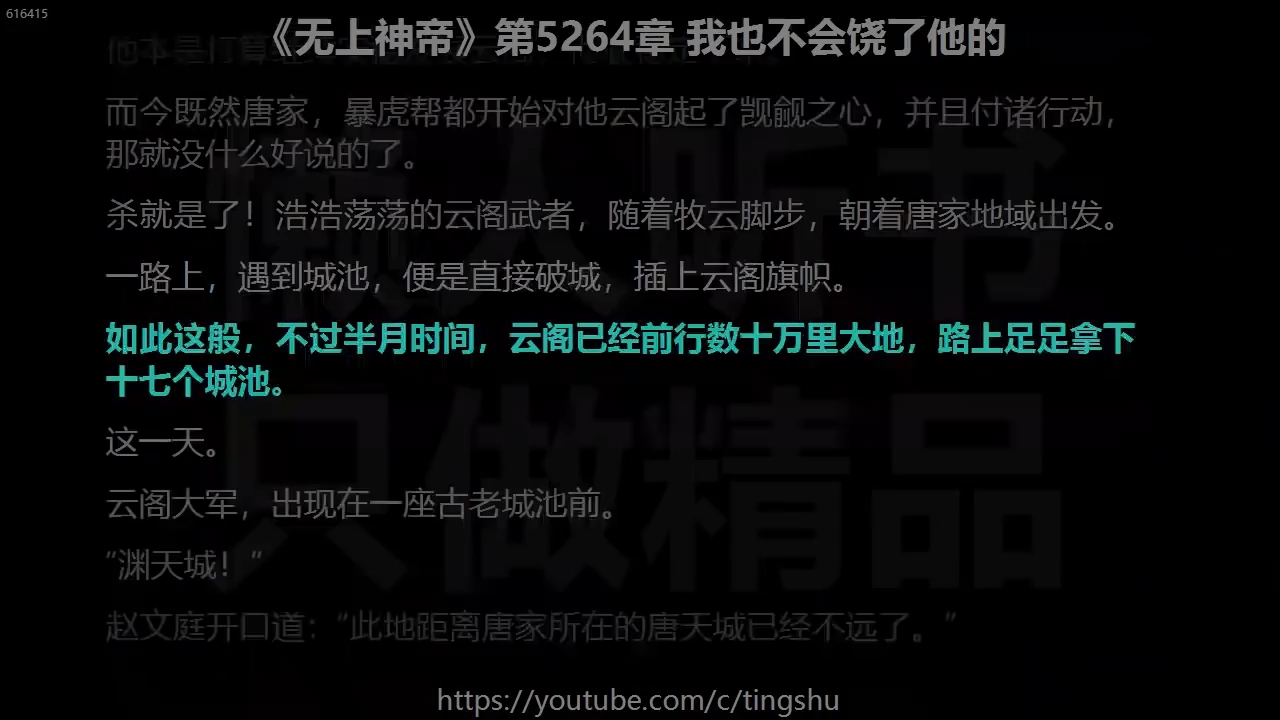 616415
《无上神帝》第5264章 我也不会饶了他的
而今既然唐家，暴虎帮都开始对他云阁起了觊觎之心，并且付诸行动，
那就没什么好说的了。
杀就是了！浩浩荡荡的云阁武者，随着牧云脚步，朝着唐家地域出发。
一路上，遇到城池，便是直接破城，插上云阁旗帜。
如此这般，不过半月时间，云阁已经前行数十万里大地，路上足足拿下
十七个城池。
这一天。
云阁大军，出现在一座古老城池前。
“渊天城！”
赵文庭开口道：“此地距离唐家所在的唐天城已经不远了。”
懒人听书
只做精品
https://youtube.com/c/tingshu